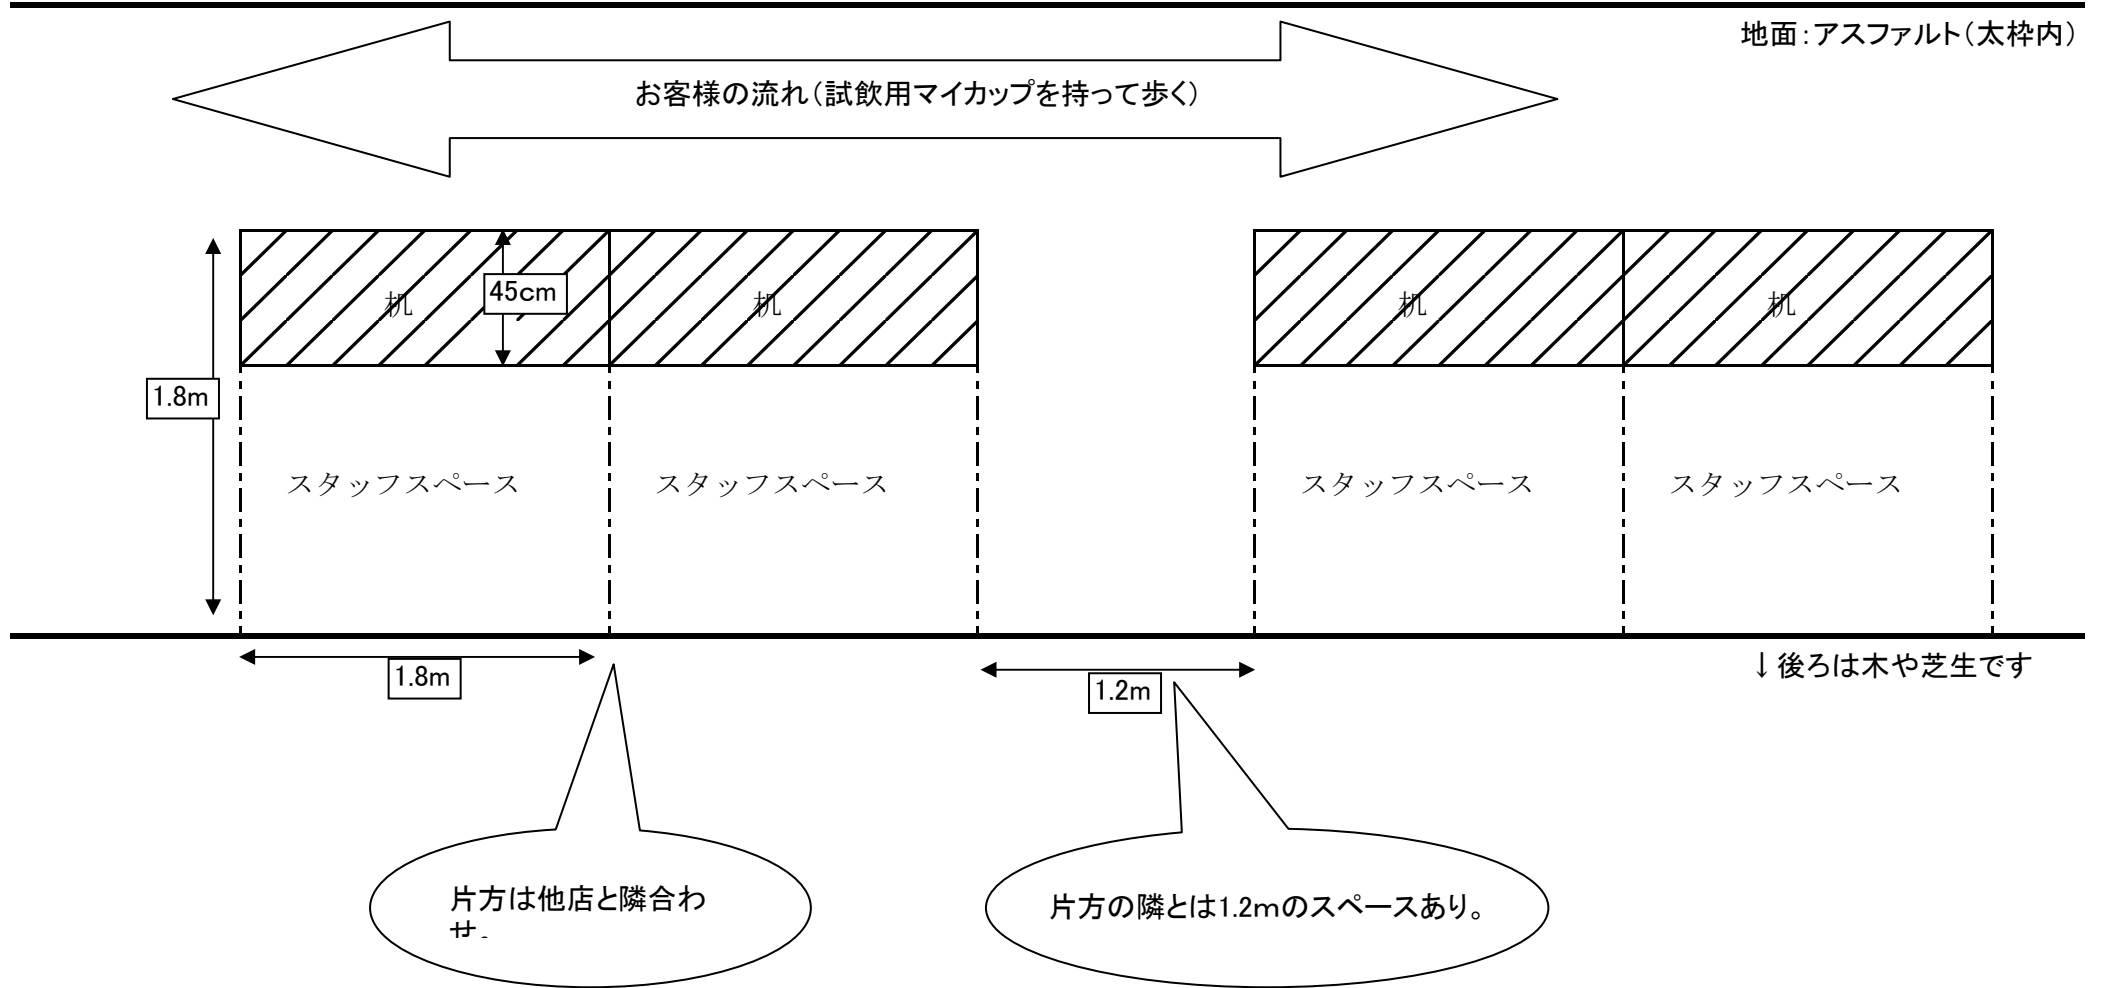 地面：アスファルト（太枠内）
お客様の流れ（試飲用マイカップを持って歩く）
机
45cm
机
机
机
1.8m
スタッフスペース
スタッフスペース
スタッフスペース
スタッフスペース
1.8m
1.2m
↓後ろは木や芝生です
片方は他店と隣合わ
せ。
片方の隣とは1.2mのスペースあり。